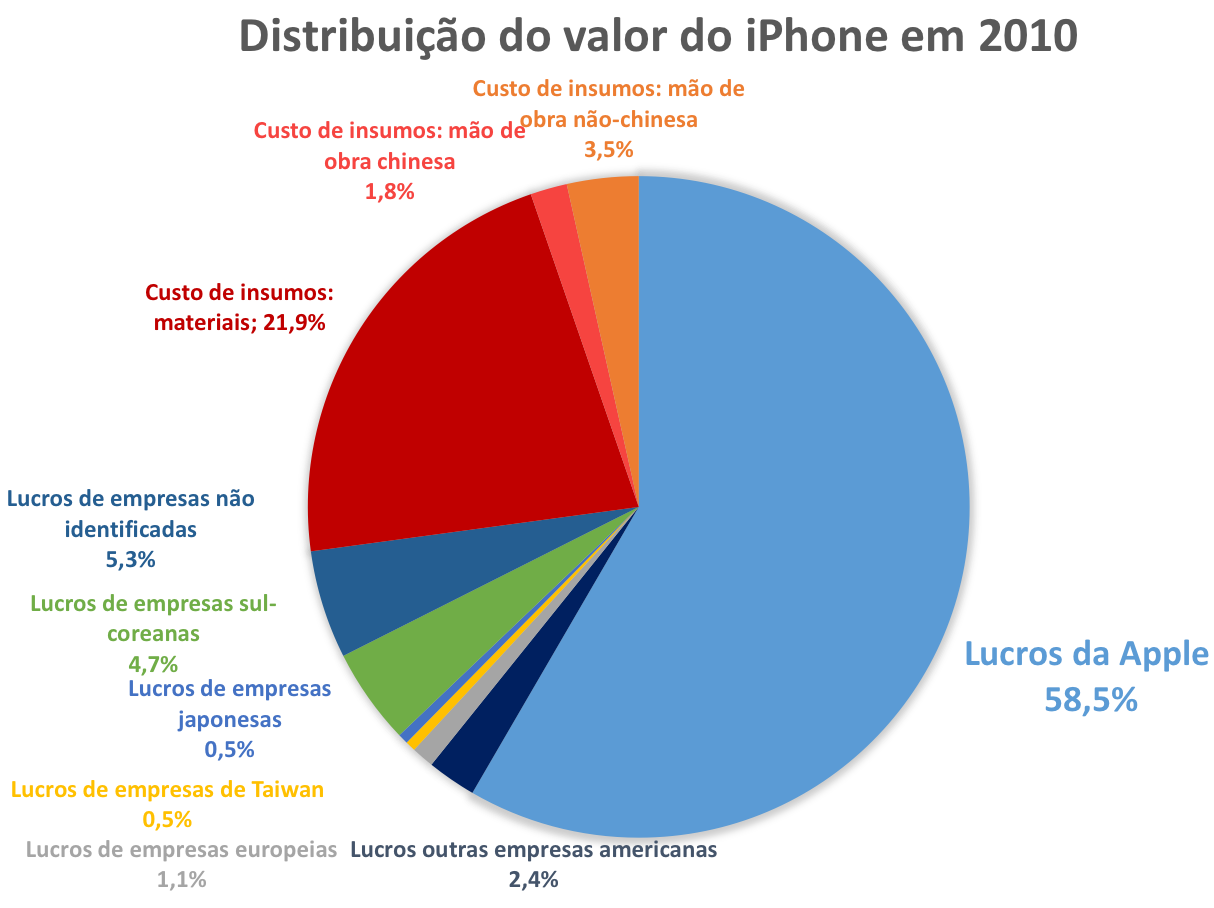 Distribuição do valor do iPhone em 2010
Custo de insumos: mão de
obra não-chinesa
3,5%
Custo de insumos: mão de
obra chinesa
1,8%
Custo de insumos:
materiais; 21,9%
Lucros de empresas não
identificadas
5,3%
Lucros de empresas sul-
coreanas
4,7%
Lucros de empresas
japonesas
0,5%
Lucros de empresas de Taiwan
0,5%
Lucros de empresas europeias
1,1%
Lucros outras empresas americanas
2,4%
Lucros da Apple
58,5%